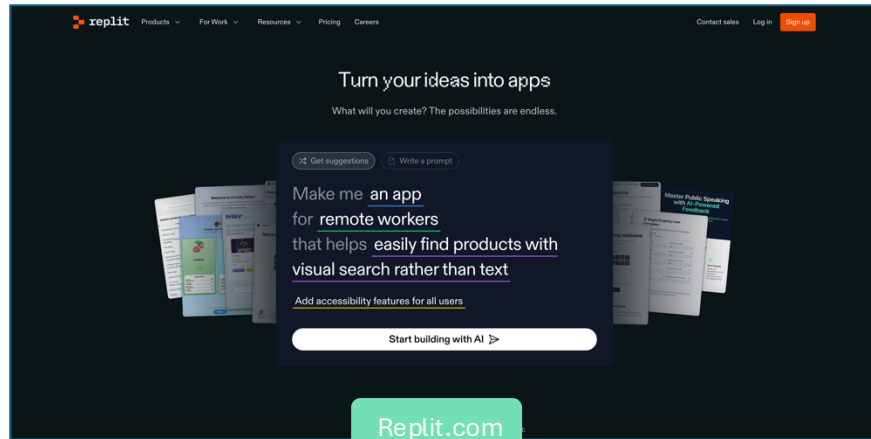 replit Products For Work Resources Pricing Careers Contact sales Log in Sign up
Turn your ideas into apps
What will you create? The possibilities are endless.
Get suggestions Write a prompt
Make me an app
for remote workers
that helps easily find products with
visual search rather than text
Add accessibility features for all users
Start building with AI
Master Public Speaking
with AI-Powered
Feedback
Replit.com